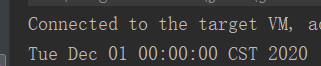 Connected to the target VM,
Tue Dec 01 00:00:00 CST 2020